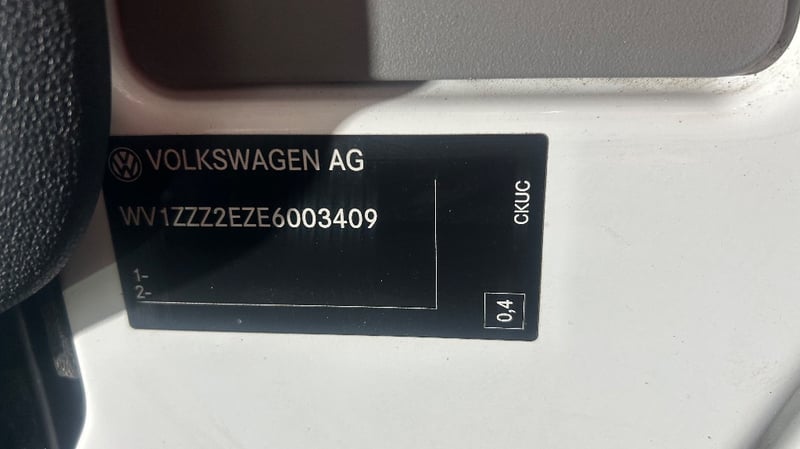 VOLKSWAGEN AG
WV1ZZZ2EZE6003409
1-
2-
CKUC
0,4